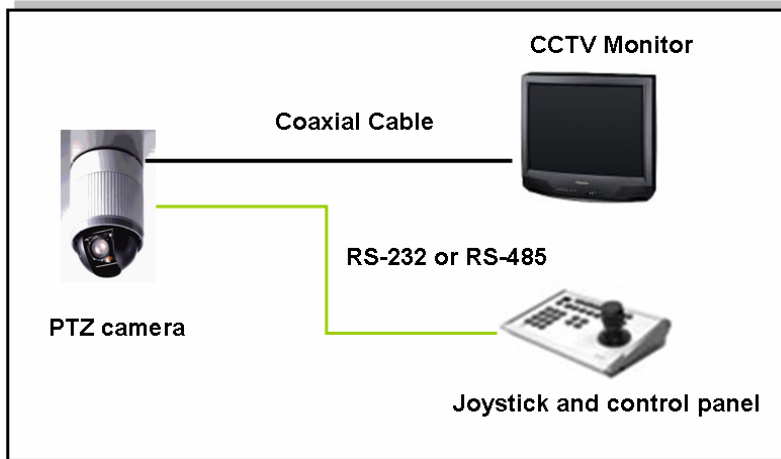 CCTV Monitor
Coaxial Cable
RS-232 or RS-485
PTZ camera
Joystick and control panel